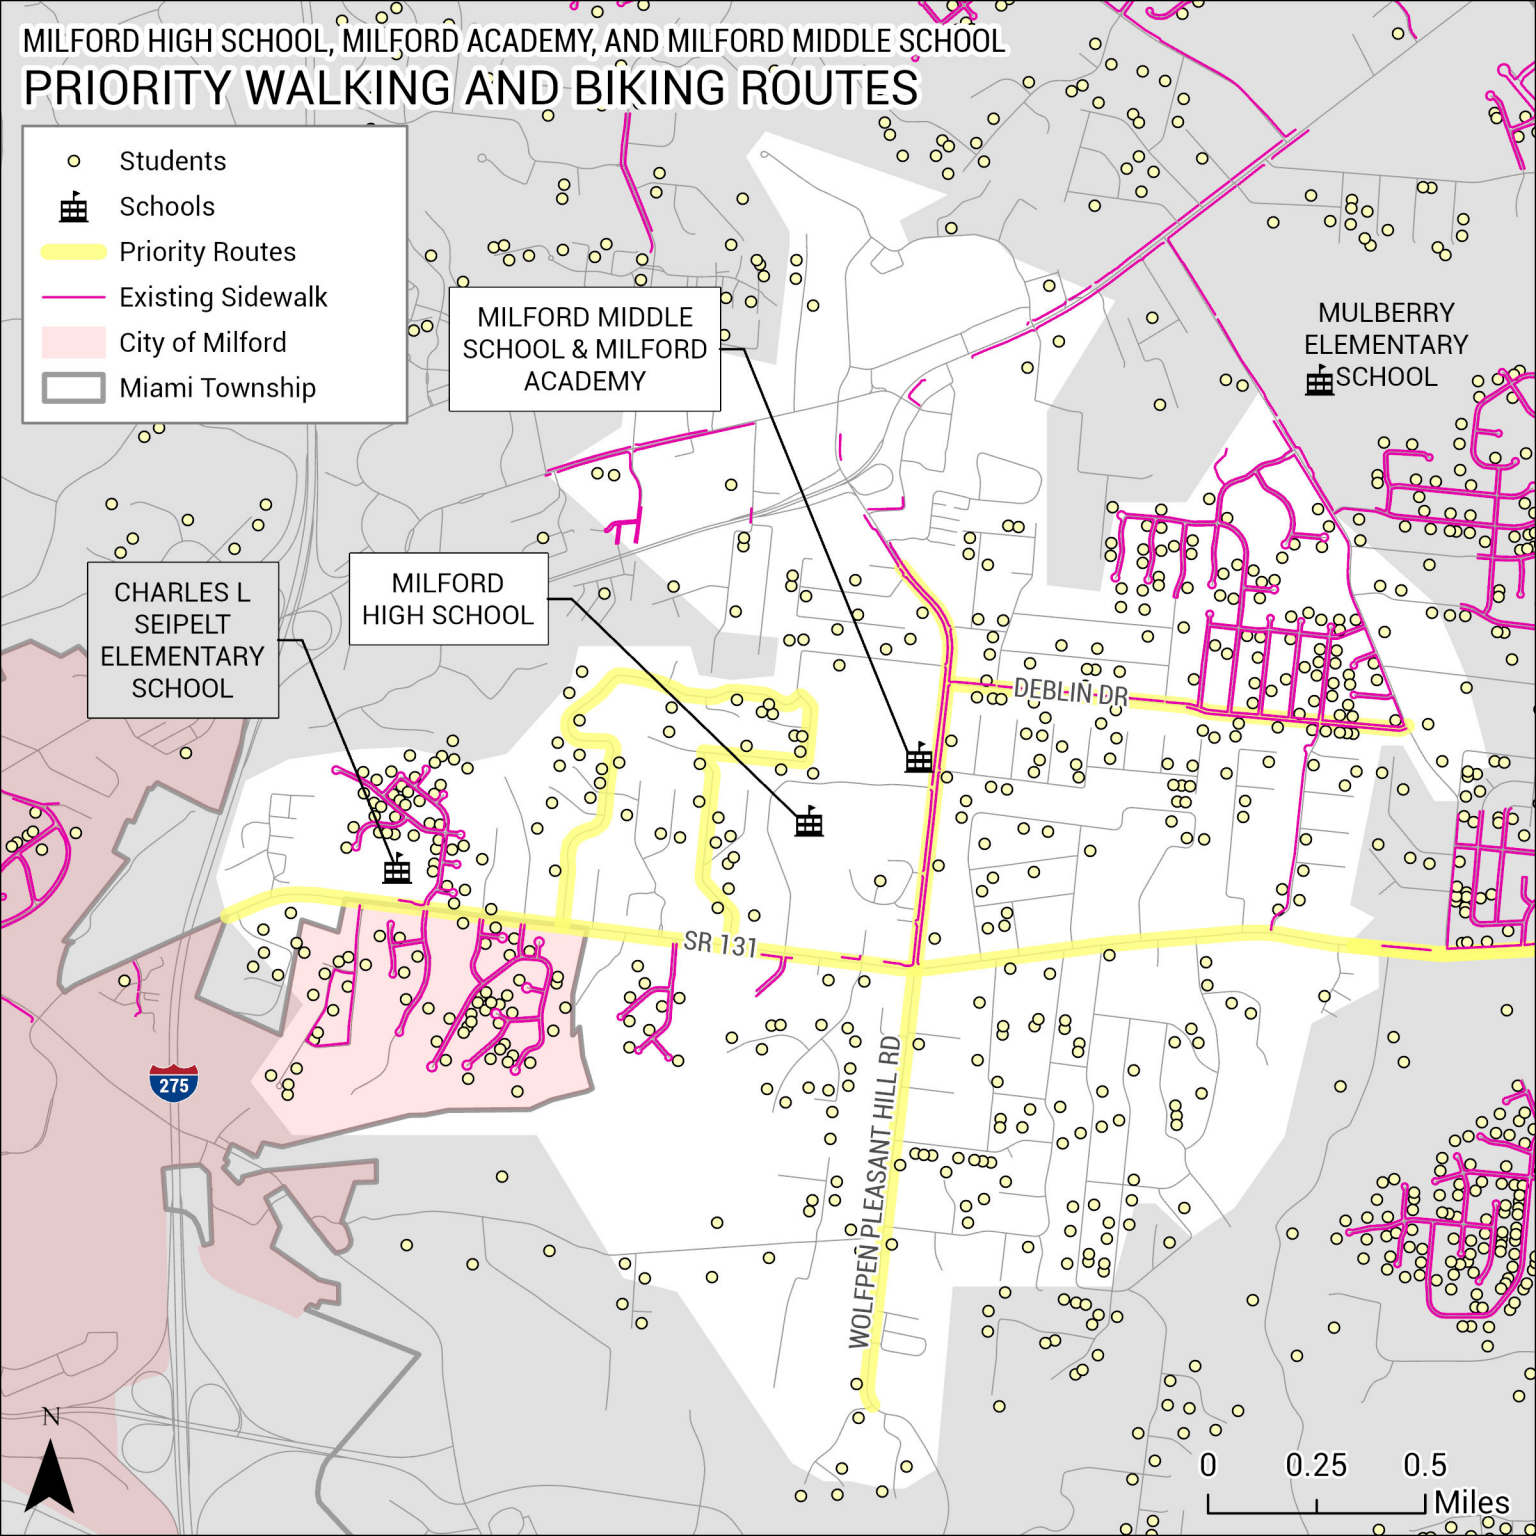 MILFORD HIGH SCHOOL, MILFORD ACADEMY, AND MILFORD MIDDLE SCHOOL
PRIORITY WALKING AND BIKING ROUTES
Students
Schools
Priority Routes
Existing Sidewalk
City of Milford
Miami Township
MILFORD MIDDLE
SCHOOL & MILFORD
ACADEMY
MULBERRY
ELEMENTARY
SCHOOL
MILFORD
HIGH SCHOOL
CHARLES L
SEIPELT
ELEMENTARY
SCHOOL
DEBLIN DR
SR 131
WOLFPEN PLEASANT HILL RD
275
N
0 0.25 0.5
Miles